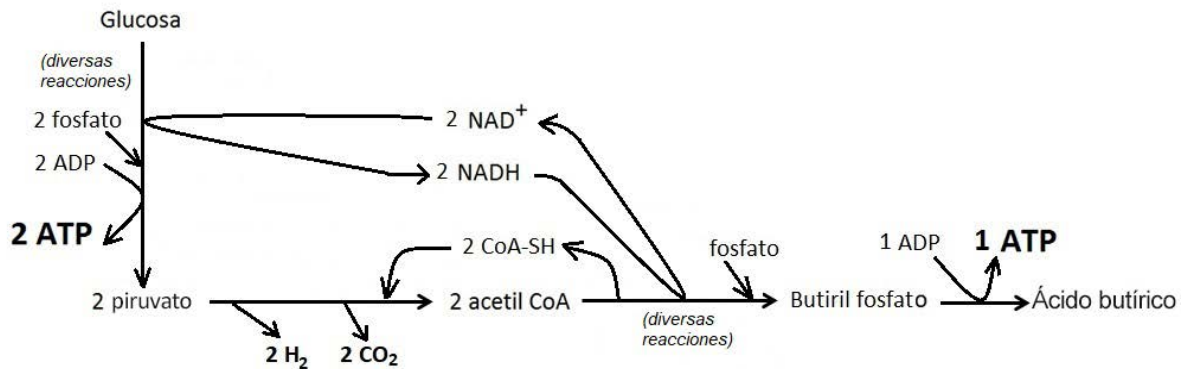 Glucosa
(diversas
reacciones)
2 fosfato
2 ADP
2 ATP
2 NAD+
2 NADH
2 CoA-SH
fosfato
1 ADP
1 ATP
2 piruvato
2 acetil CoA
Butiril fosfato
Ácido butírico
(diversas
reacciones)
2 H₂
2 CO₂